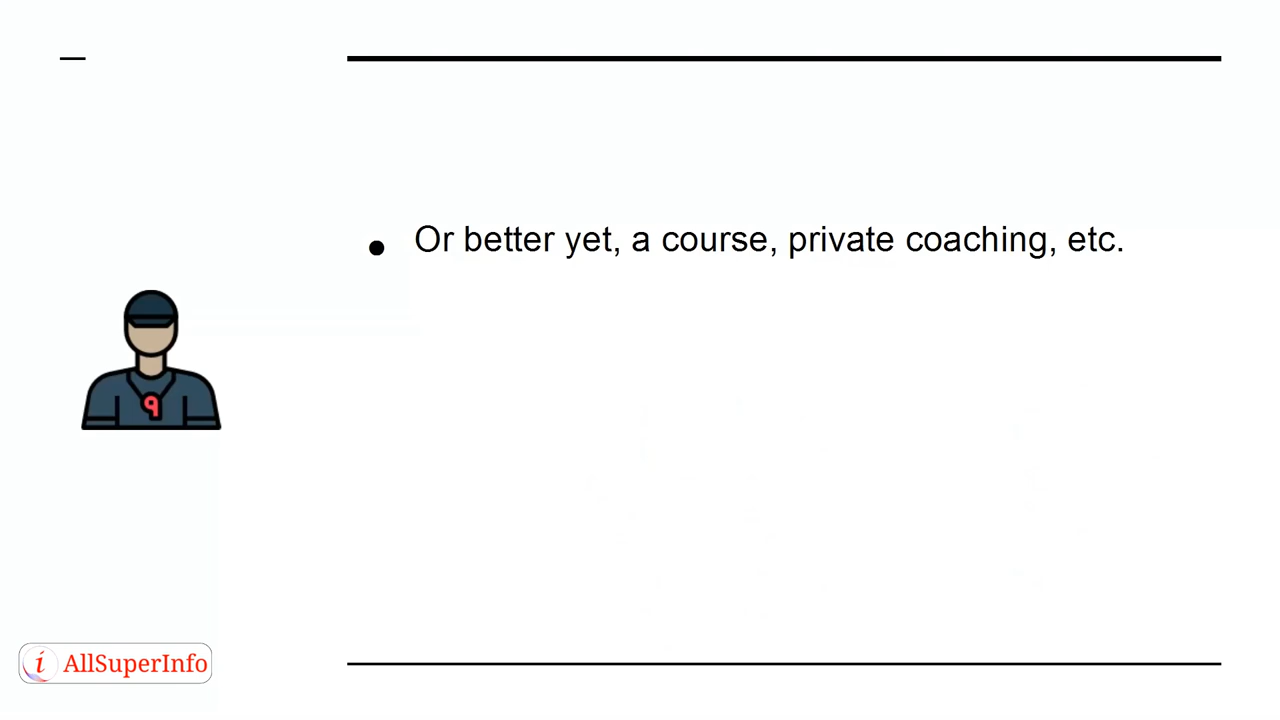 Or better yet, a course, private coaching, etc.
i AllSuperInfo